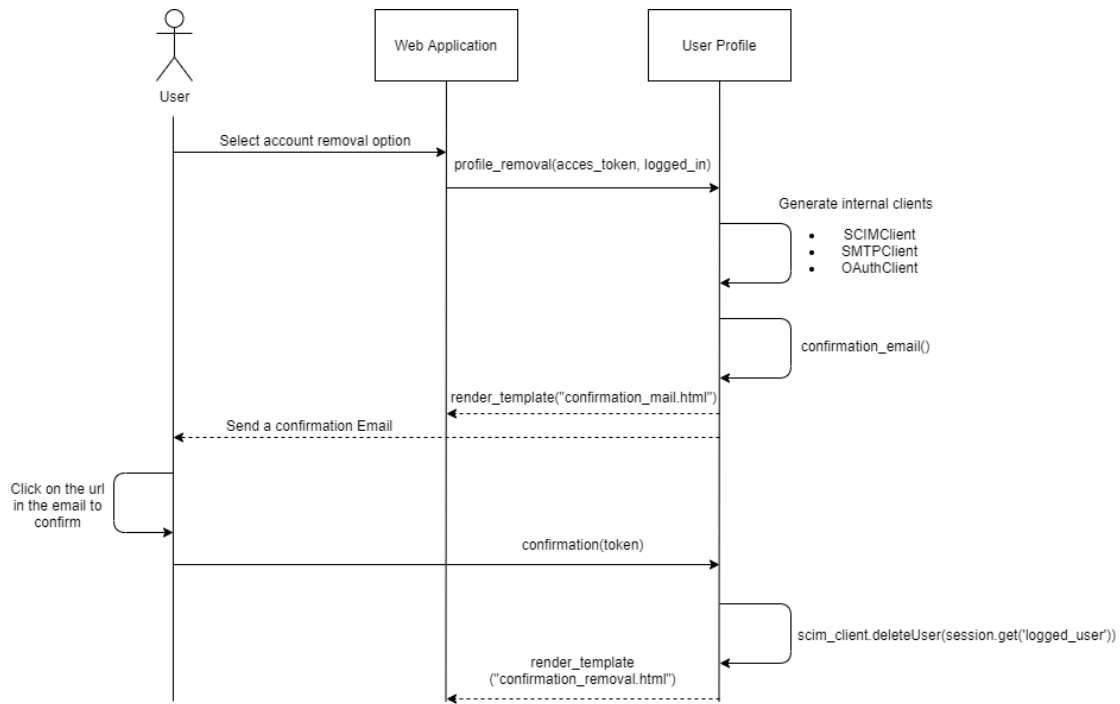 Web Application
User Profile
User
Select account removal option
profile_removal(acces_token, logged_in)
Generate internal clients
• SCIMClient
• SMTPClient
• OAuthClient
confirmation_email()
render_template("confirmation_mail.html")
Send a confirmation Email
Click on the url
in the email to
confirm
confirmation(token)
scim_client.deleteUser(session.get('logged_user'))
render_template
("confirmation_removal.html")